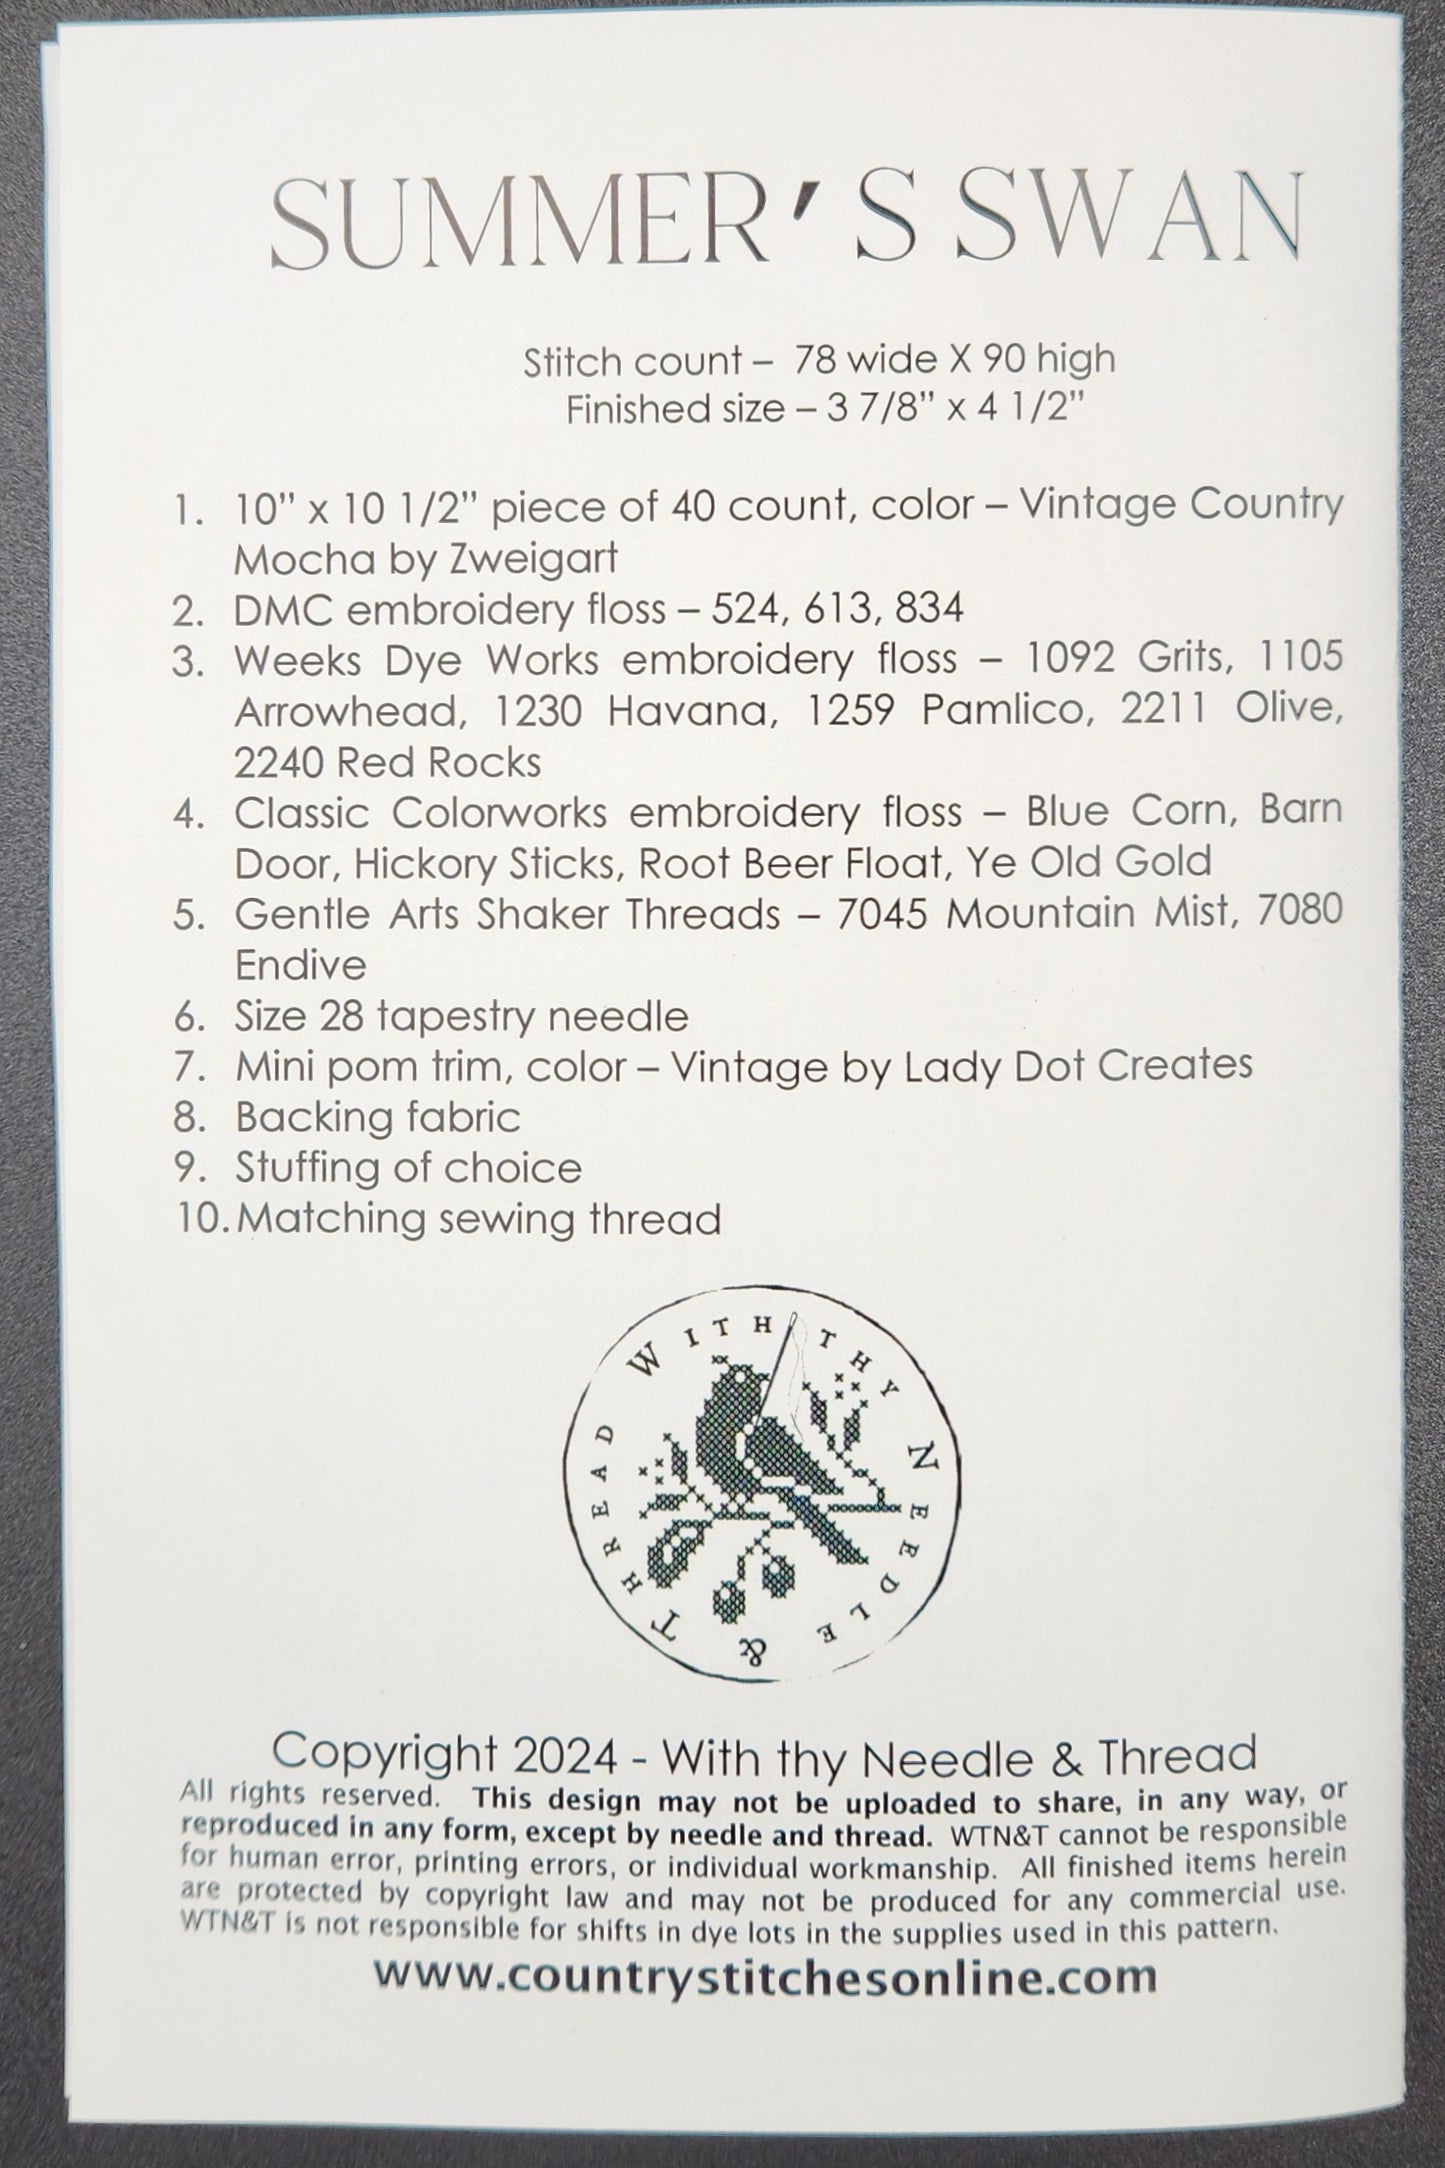 SUMMER'S SWAN
Stitch count – 78 wide X 90 high
Finished size – 3 7/8” x 4 1/2”
1. 10” x 10 1/2” piece of 40 count, color – Vintage Country
Mocha by Zweigart
2. DMC embroidery floss – 524, 613, 834
3. Weeks Dye Works embroidery floss – 1092 Grits, 1105
Arrowhead, 1230 Havana, 1259 Pamlico, 2211 Olive,
2240 Red Rocks
4. Classic Colorworks embroidery floss – Blue Corn, Barn
Door, Hickory Sticks, Root Beer Float, Ye Old Gold
5. Gentle Arts Shaker Threads – 7045 Mountain Mist, 7080
Endive
6. Size 28 tapestry needle
7. Mini pom trim, color – Vintage by Lady Dot Creates
8. Backing fabric
9. Stuffing of choice
10. Matching sewing thread
WITH THY NEEDLE & THREAD
Copyright 2024 - With thy Needle & Thread
All rights reserved. This design may not be uploaded to share, in any way, or
reproduced in any form, except by needle and thread. WTN&T cannot be responsible
for human error, printing errors, or individual workmanship. All finished items herein
are protected by copyright law and may not be produced for any commercial use.
WTN&T is not responsible for shifts in dye lots in the supplies used in this pattern.
www.countrystitchesonline.com